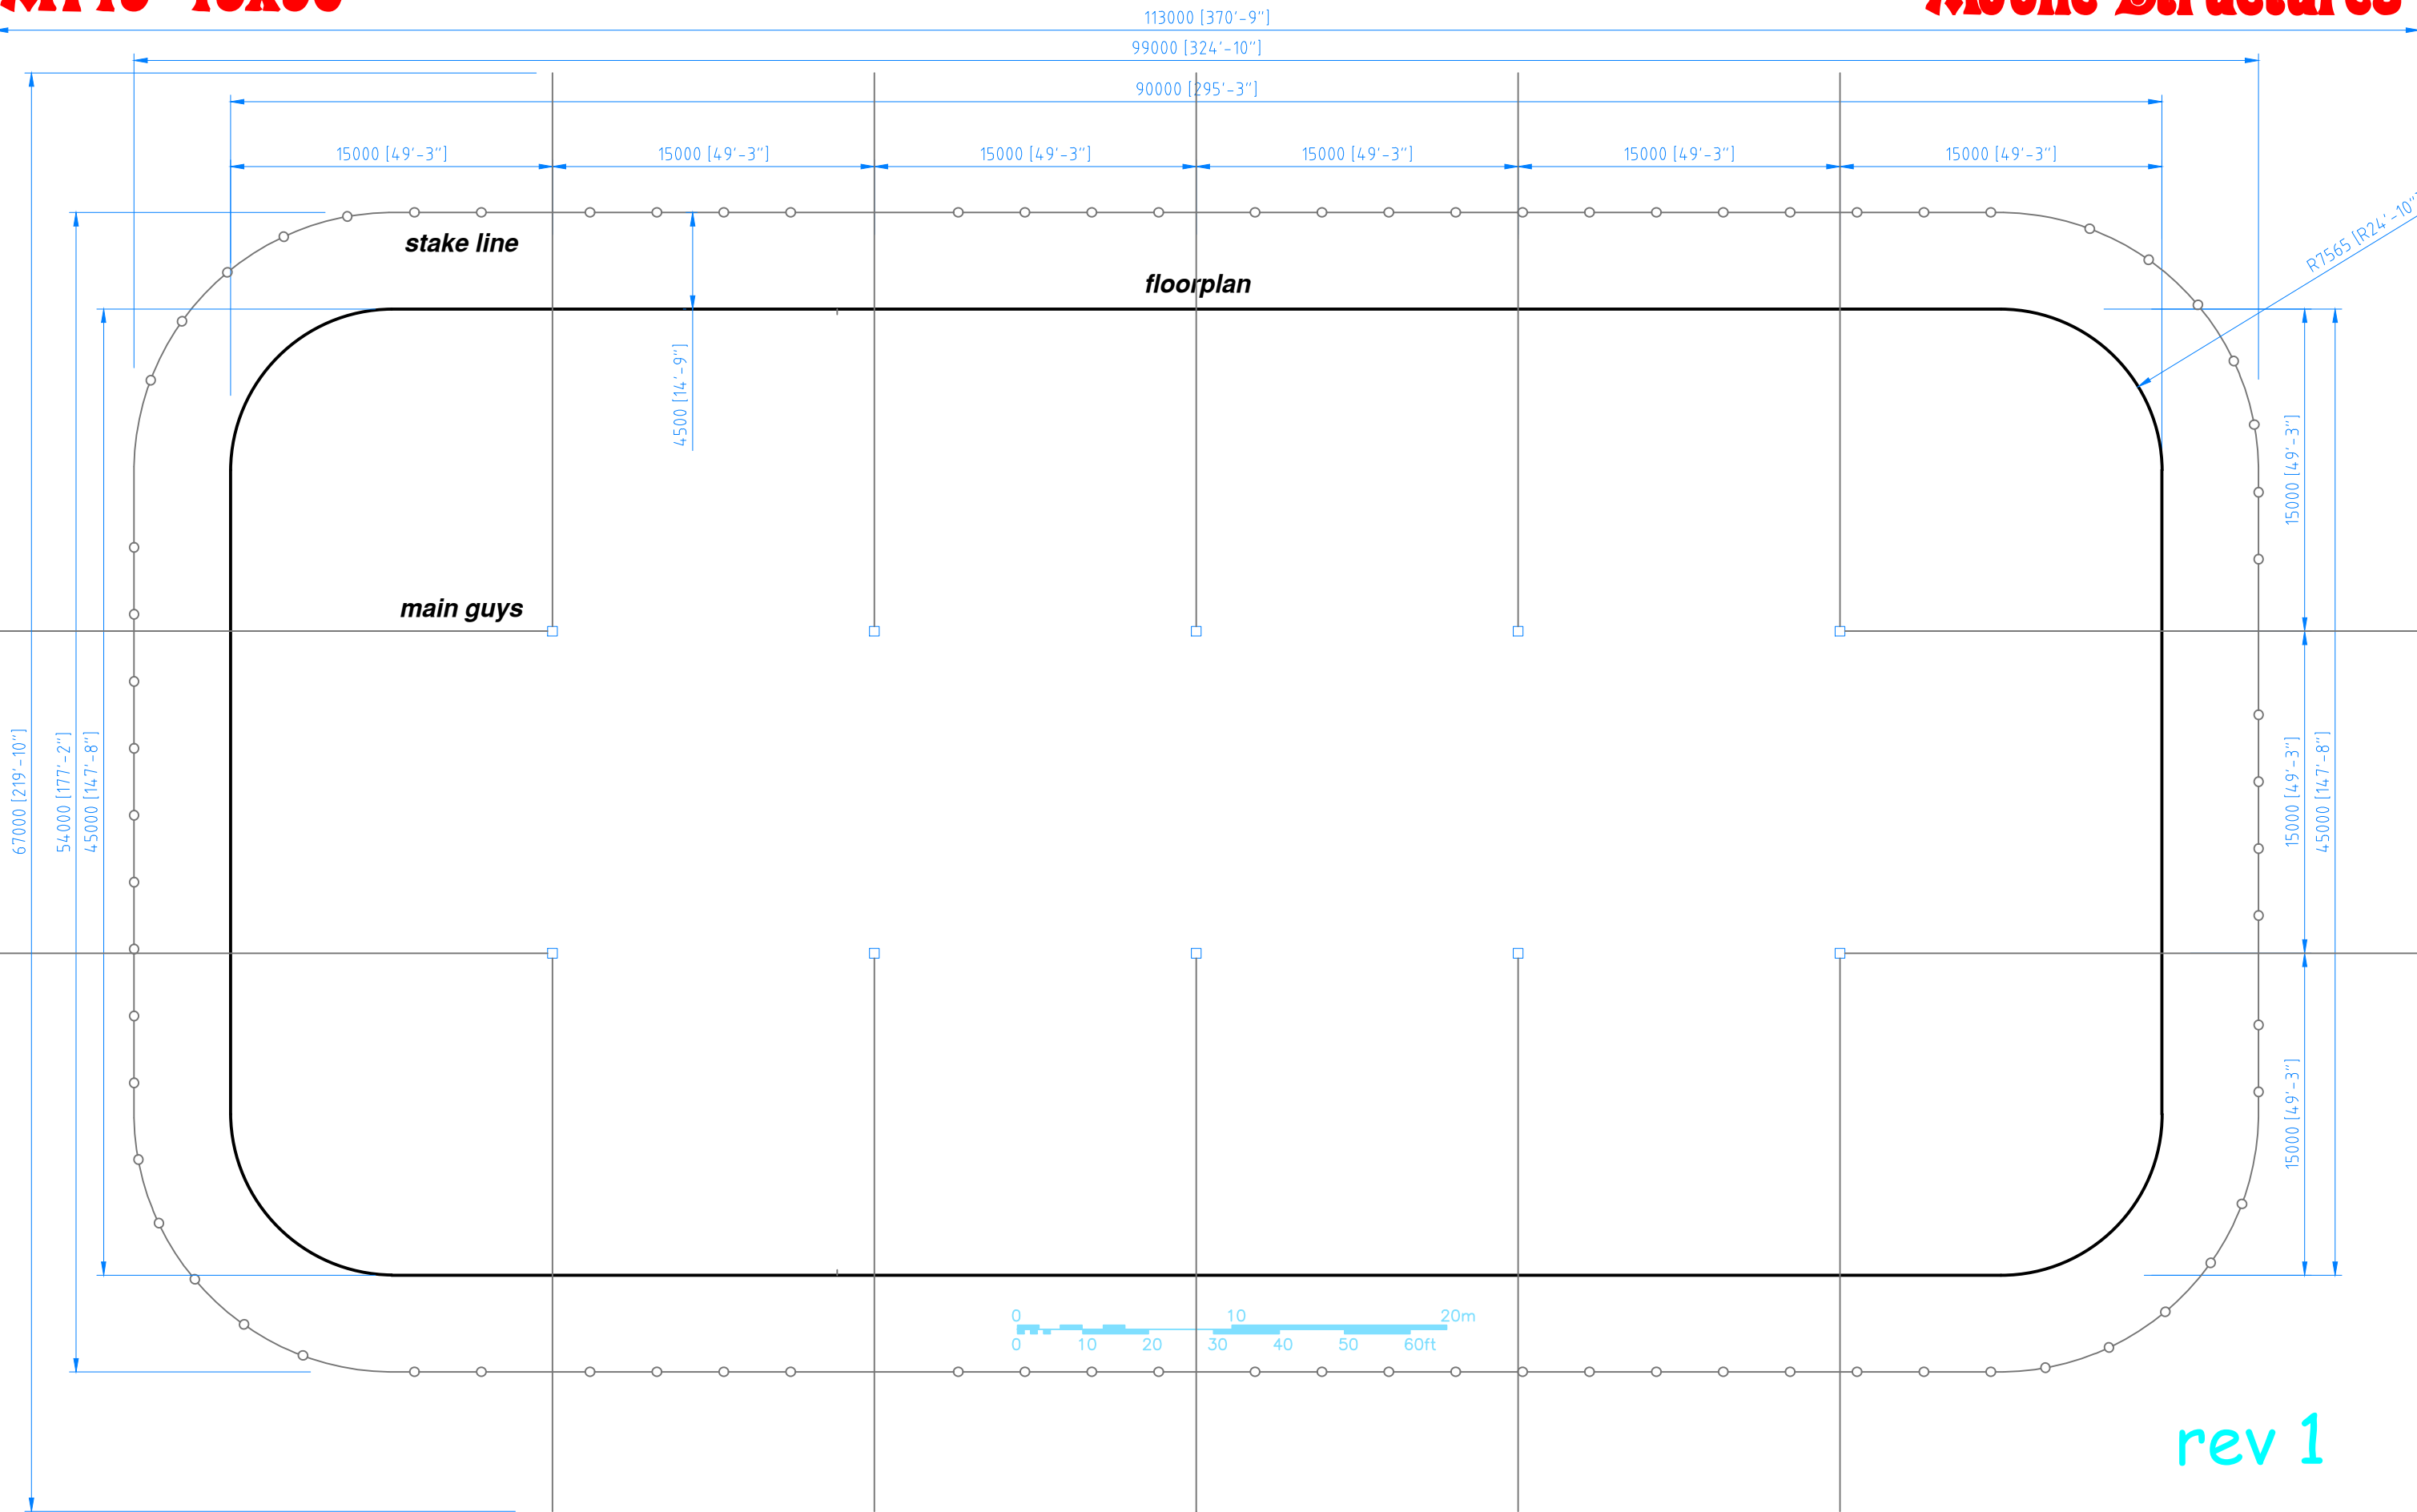 113000 [370'-9"]
99000 [324'-10"]
90000 [295'-3"]
15000 [49'-3"] 15000 [49'-3"] 15000 [49'-3"] 15000 [49'-3"] 15000 [49'-3"] 15000 [49'-3"]
R7565 [R24'-10"]
stake line
floorplan
4500 [14'-9"]
15000 [49'-3"]
main guys
67000 [219'-10"]
54000 [177'-2"]
45000 [147'-8"]
15000 [49'-3"]
45000 [147'-8"]
15000 [49'-3"]
0 10 20m
0 10 20 30 40 50 60ft
rev 1